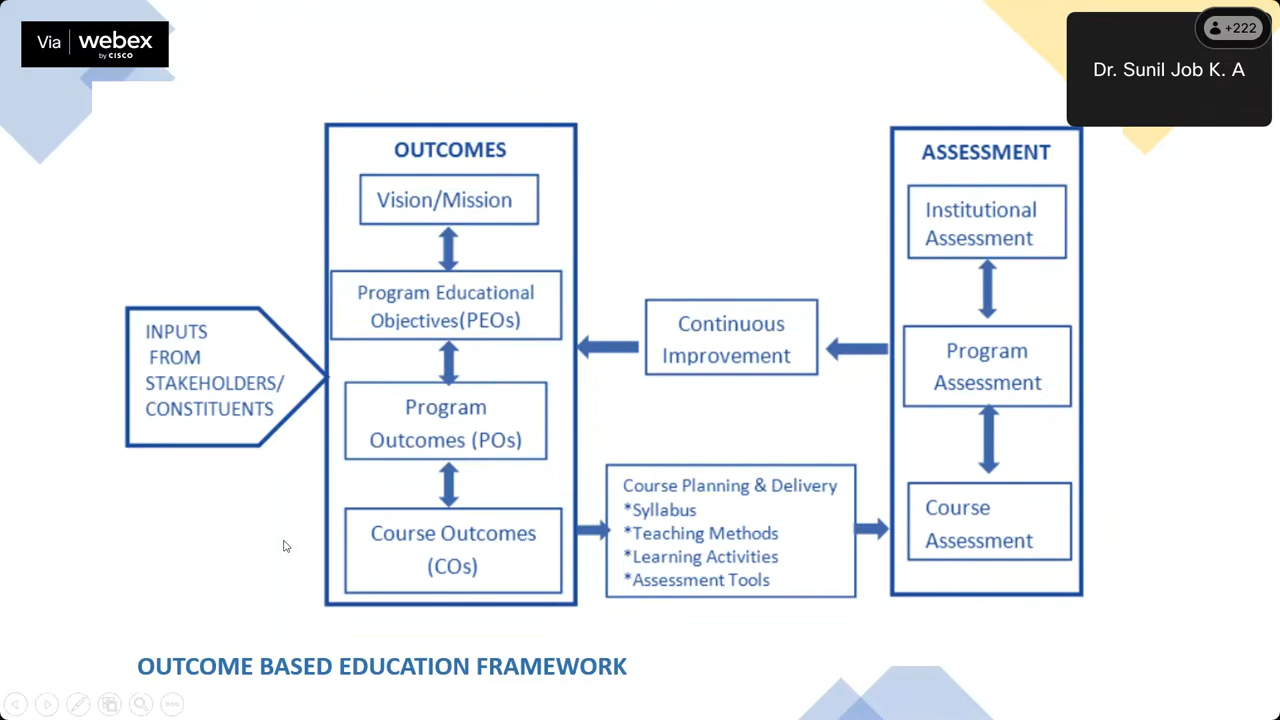 Via webex
by CISCO
+222
Dr. Sunil Job K. A
OUTCOMES
Vision/Mission
Program Educational
Objectives(PEOs)
Program
Outcomes (POs)
Course Outcomes
(COs)
INPUTS
FROM
STAKEHOLDERS/
CONSTITUENTS
Continuous
Improvement
Course Planning & Delivery
*Syllabus
*Teaching Methods
*Learning Activities
*Assessment Tools
ASSESSMENT
Institutional
Assessment
Program
Assessment
Course
Assessment
OUTCOME BASED EDUCATION FRAMEWORK